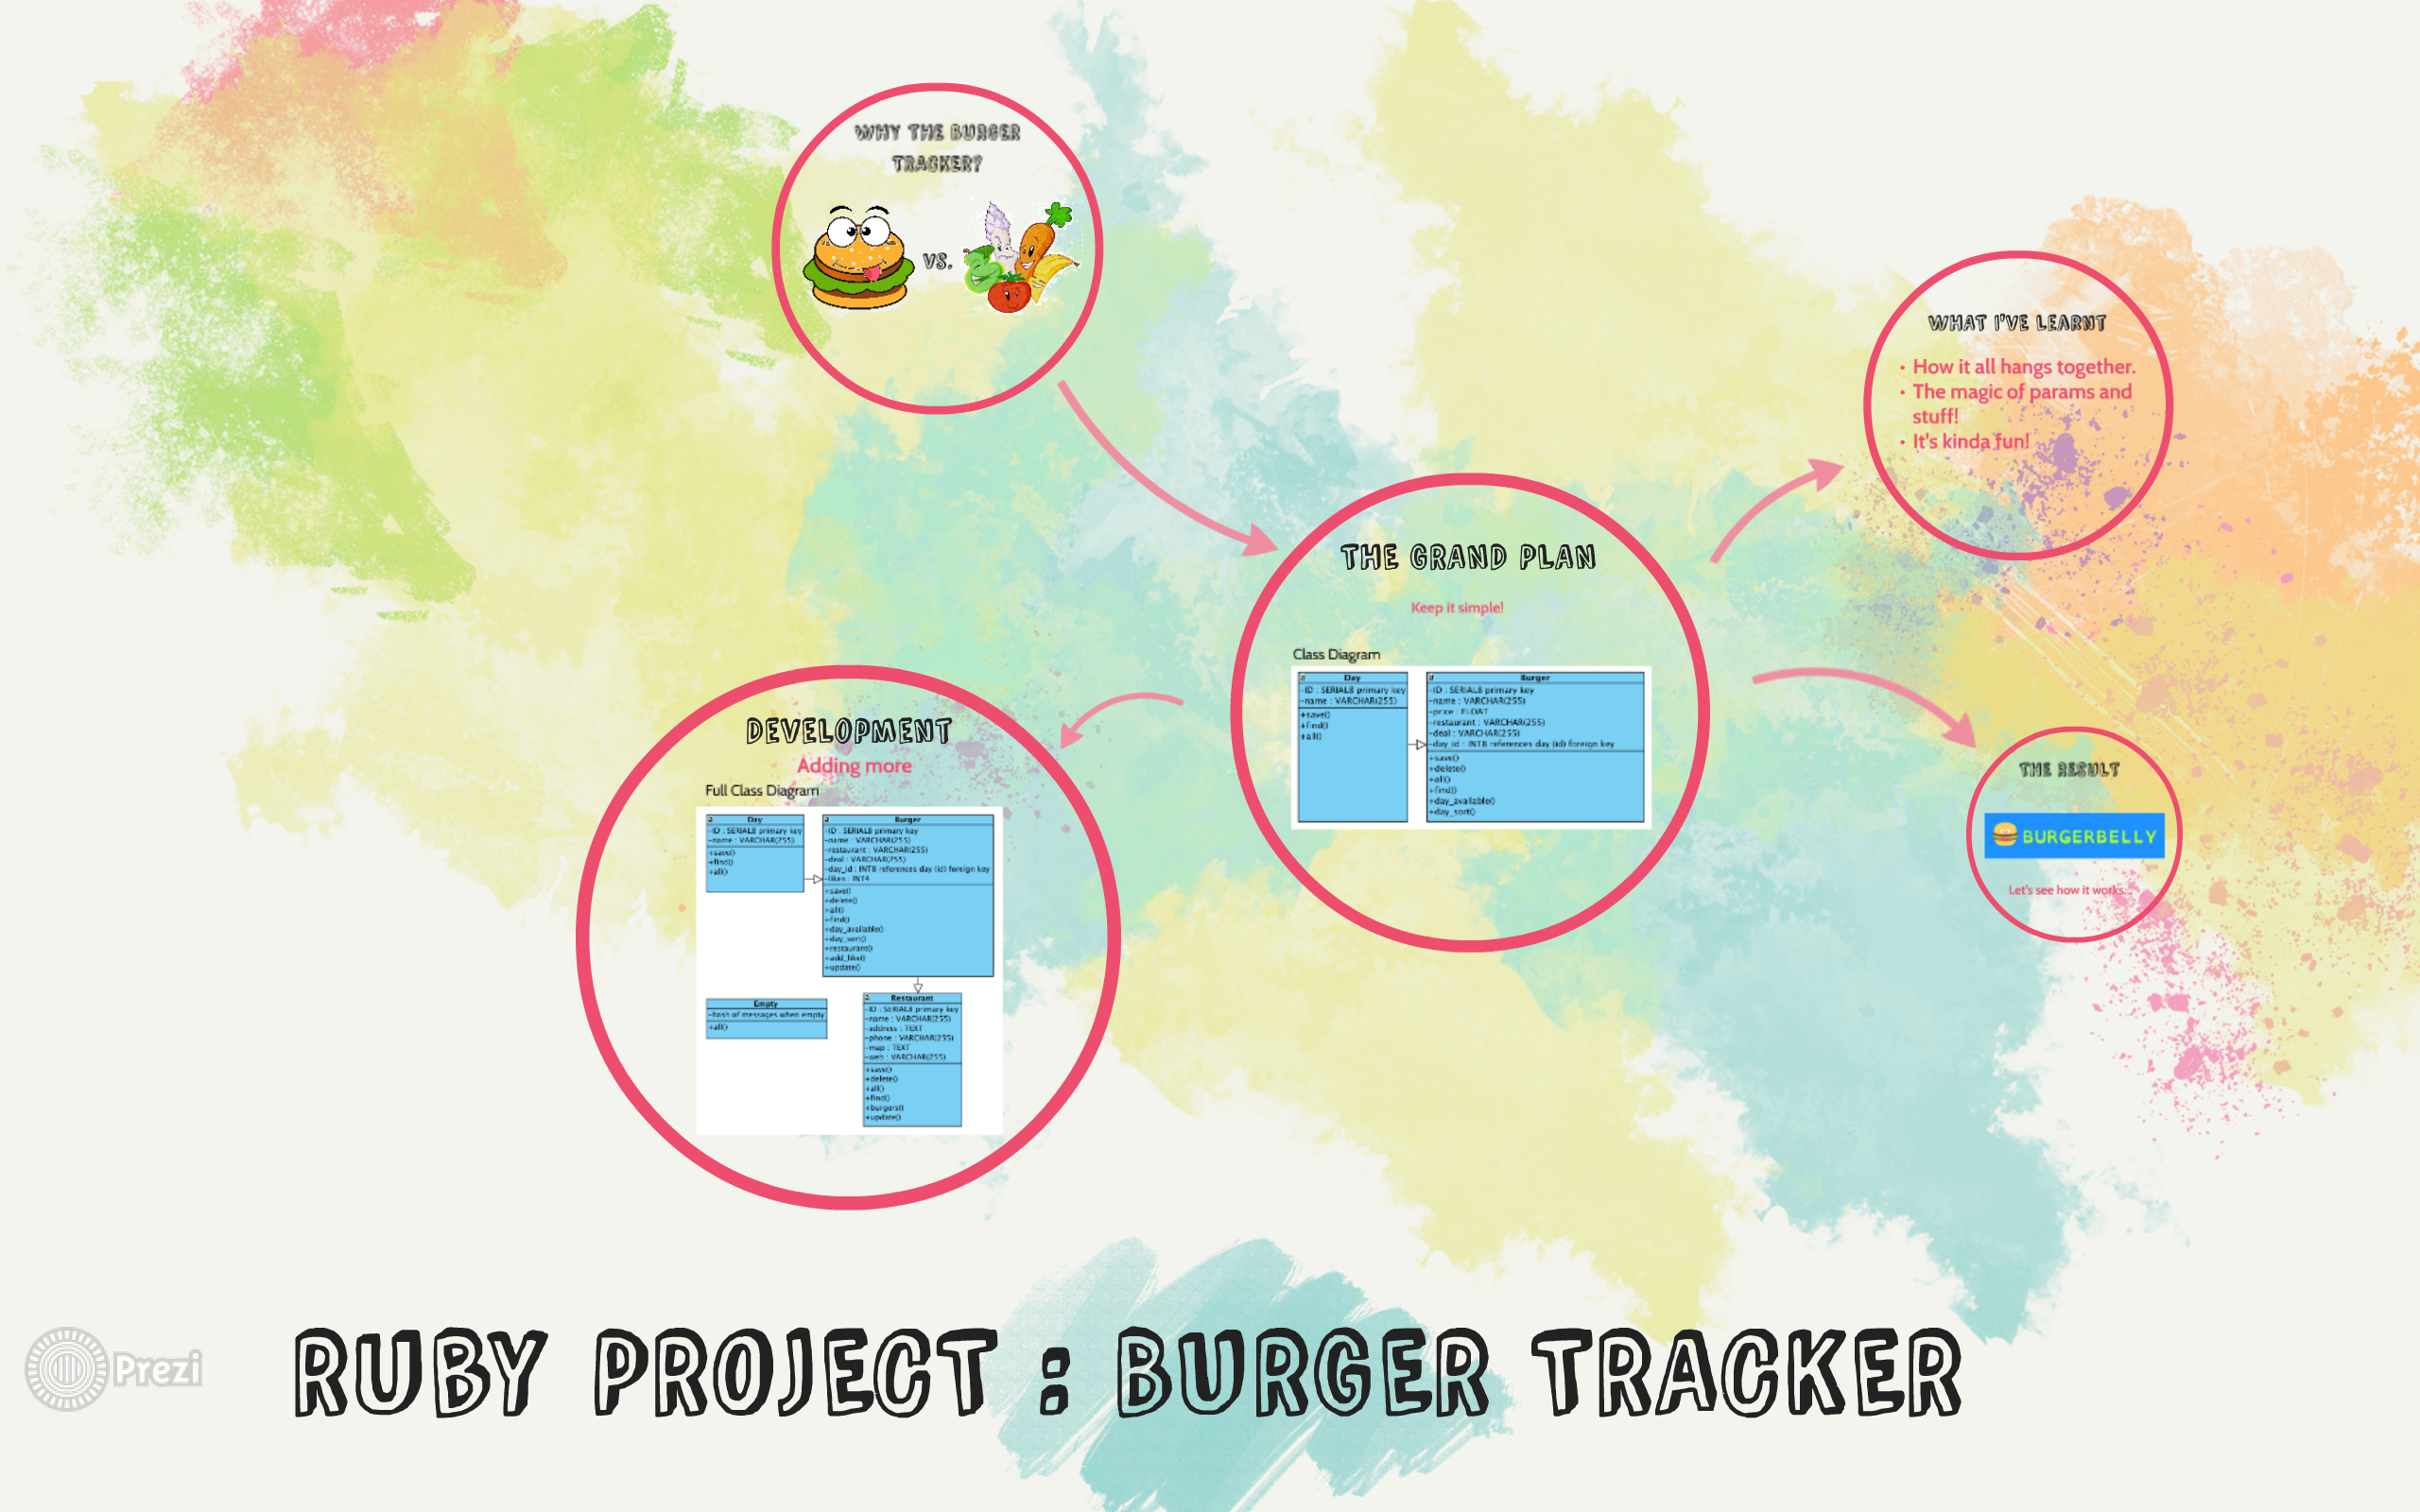 WHY THE BURGER
TRACKER?
VS.
WHAT I'VE LEARNT
• How it all hangs together.
• The magic of params and
stuff!
• It's kinda fun!
THE GRAND PLAN
Keep it simple!
Class Diagram
Day
-ID : SERIAL8 primary key
-name : VARCHAR(255)
+save()
+find()
+all()
Burger
-ID : SERIAL8 primary key
-name : VARCHAR(255)
-price : FLOAT
-restaurant : VARCHAR(255)
-deal : VARCHAR(255)
-day_id : INT8 references day (id) foreign key
+save()
+delete()
+all()
+find()
+day_available()
+day_sort()
DEVELOPMENT
Adding more
Full Class Diagram
Day
-ID : SERIAL8 primary key
-name : VARCHAR(255)
+save()
+find()
+all()
Burger
-ID : SERIAL8 primary key
-name : VARCHAR(255)
-restaurant : VARCHAR(255)
-deal : VARCHAR(255)
-day_id : INT8 references day (id) foreign key
-likes : INT4
+save()
+delete()
+all()
+find()
+day_available()
+day_sort()
+restaurant()
+add_like()
+update()
Empty
-hash of messages when empty
+all()
Restaurant
-ID : SERIAL8 primary key
-name : VARCHAR(255)
-address : TEXT
-phone : VARCHAR(255)
-map : TEXT
-web : VARCHAR(255)
+save()
+delete()
+all()
+find()
+burgers()
+update()
THE RESULT
BURGERBELLY
Let's see how it works...
RUBY PROJECT : BURGER TRACKER
Prezi